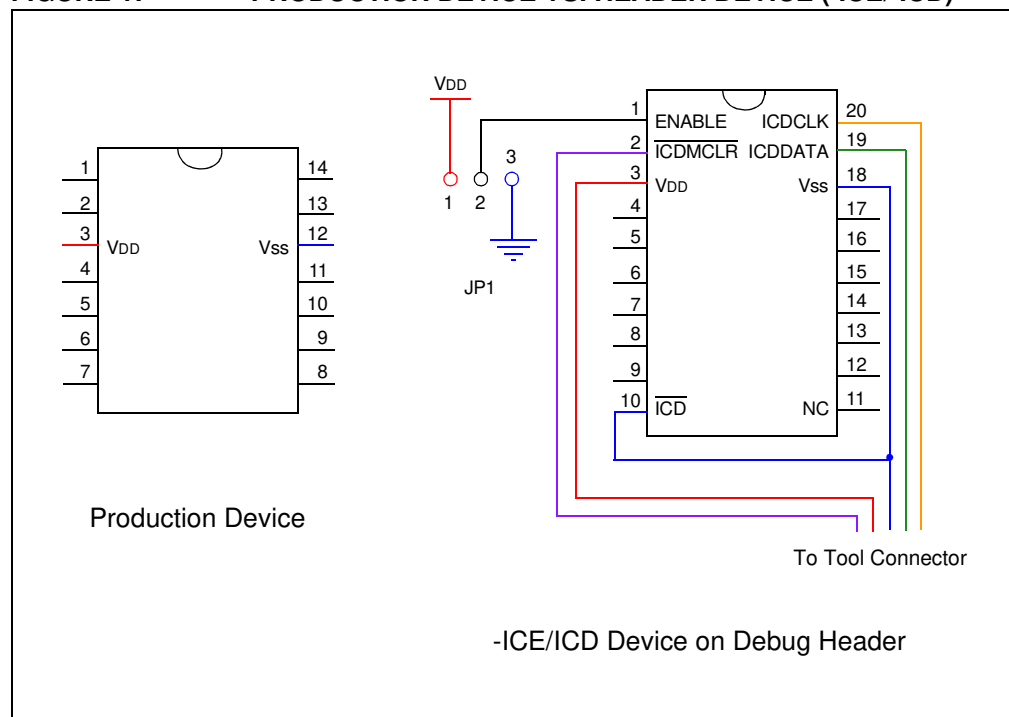 FIGURE 1: PRODUCTION DEVICE VS. HEADER DEVICE (-ICE/-ICD)
VDD
1
2
3
JP1
1
2
3
4
5
6
7
VDD
Vss
14
13
12
11
10
9
8
Production Device
1
2
3
4
5
6
7
8
9
10
ENABLE
ICDMCLR
VDD
ICD
ICDCLK
ICDDATA
Vss
NC
20
19
18
17
16
15
14
13
12
11
To Tool Connector
-ICE/ICD Device on Debug Header